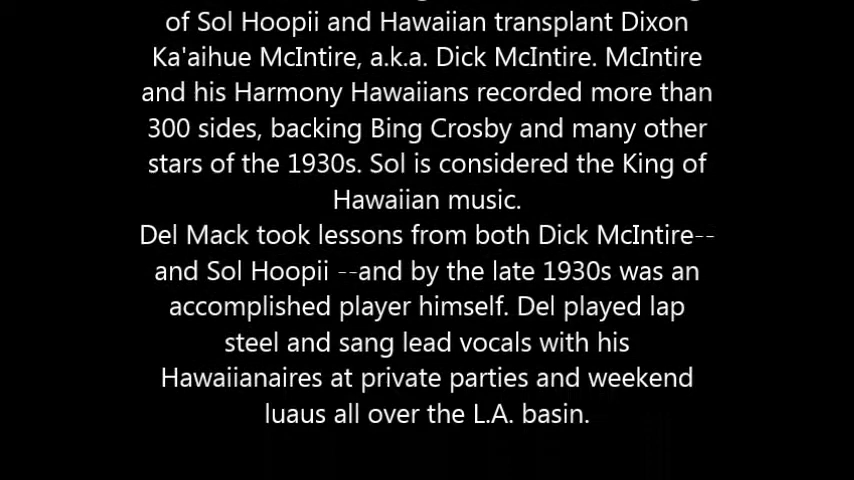 of Sol Hoopii and Hawaiian transplant Dixon
Ka'aihue McIntire, a.k.a. Dick McIntire. McIntire
and his Harmony Hawaiians recorded more than
300 sides, backing Bing Crosby and many other
stars of the 1930s. Sol is considered the King of
Hawaiian music.
Del Mack took lessons from both Dick McIntire--
and Sol Hoopii --and by the late 1930s was an
accomplished player himself. Del played lap
steel and sang lead vocals with his
Hawaiianaires at private parties and weekend
luaus all over the L.A. basin.